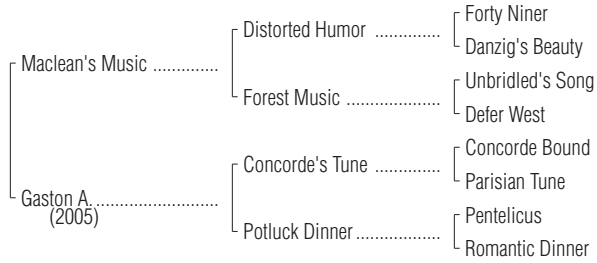 Forty Niner
Distorted Humor ..............
Danzig's Beauty
Maclean's Music ..............
Unbridled's Song
Forest Music ....................
Defer West
Concorde Bound
Concorde's Tune ..............
Parisian Tune
Gaston A. ..........................
(2005)
Pentelicus
Potluck Dinner ..................
Romantic Dinner